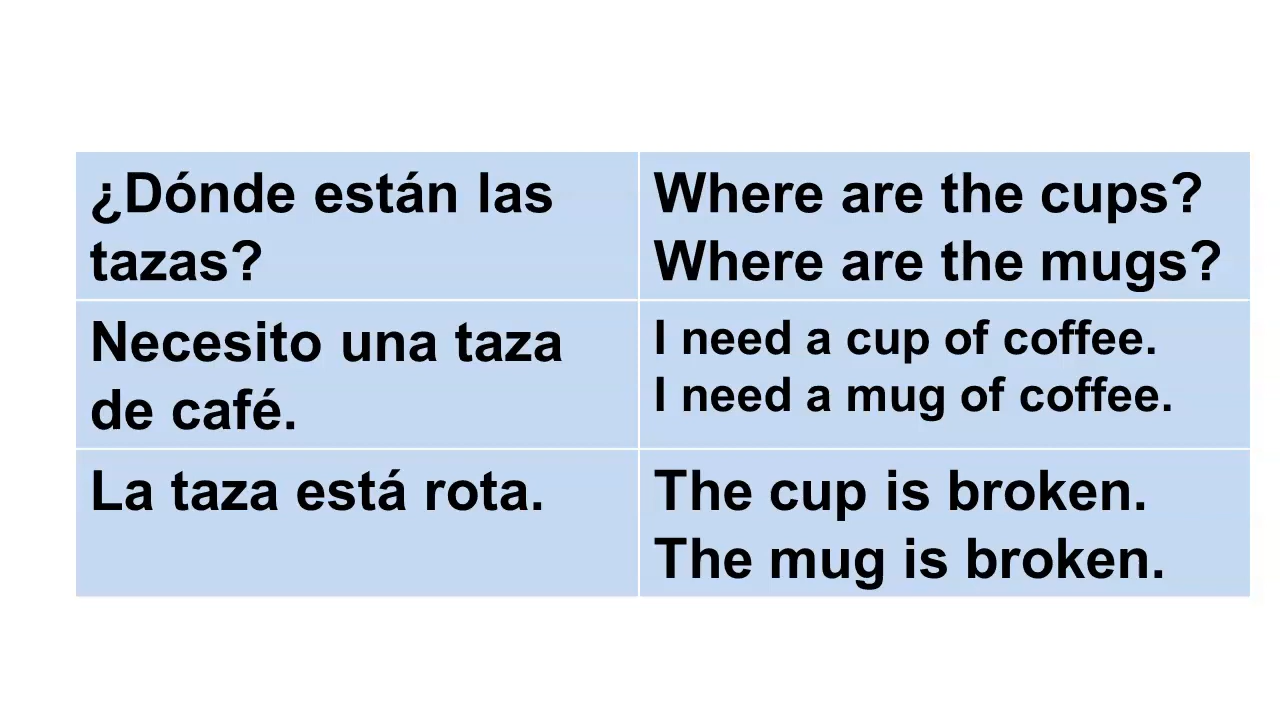 ¿Dónde están las
tazas?
Where are the cups?
Where are the mugs?
Necesito una taza
de café.
I need a cup of coffee.
I need a mug of coffee.
La taza está rota.
The cup is broken.
The mug is broken.